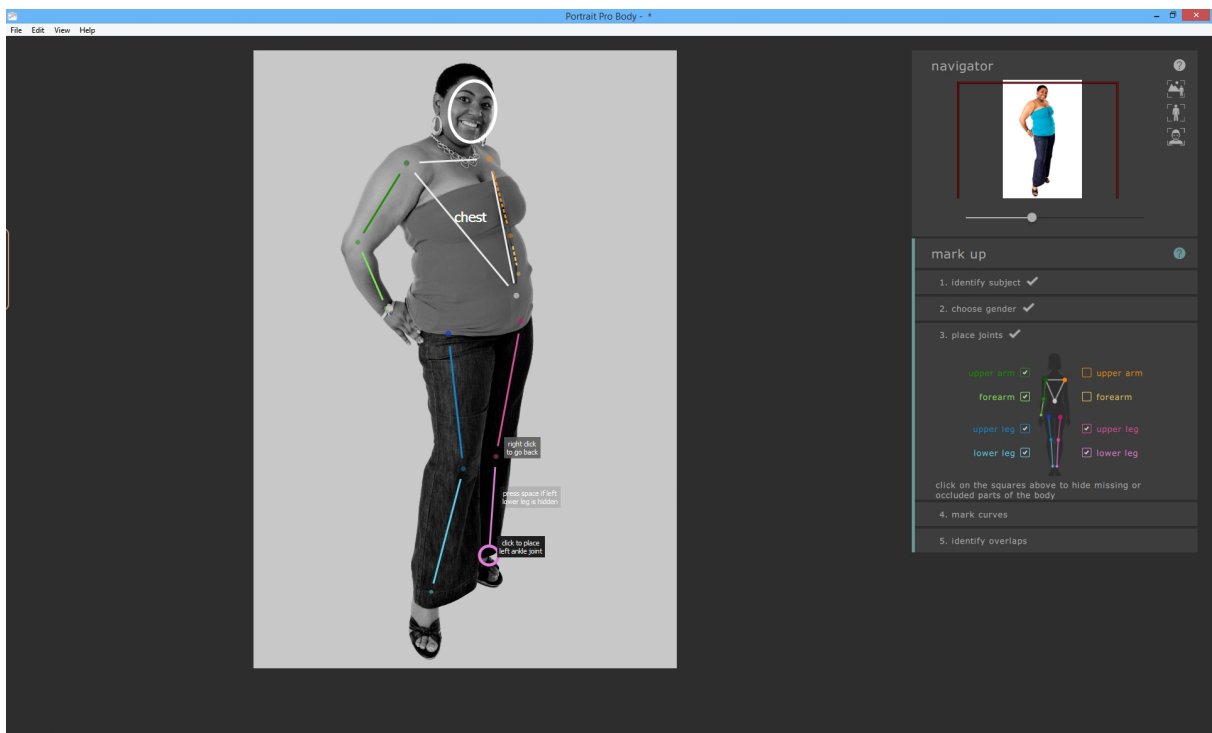 Portrait Pro Body - *
File Edit View Help
navigator
chest
mark up
1. identify subject
2. choose gender
3. place joints
upper arm upper arm
forearm forearm
upper leg upper leg
lower leg lower leg
right click
to go back
press space if left
lower leg is hidden
click on the squares above to hide missing or
occluded parts of the body
4. mark curves
click to place
left ankle joint
5. identify overlaps